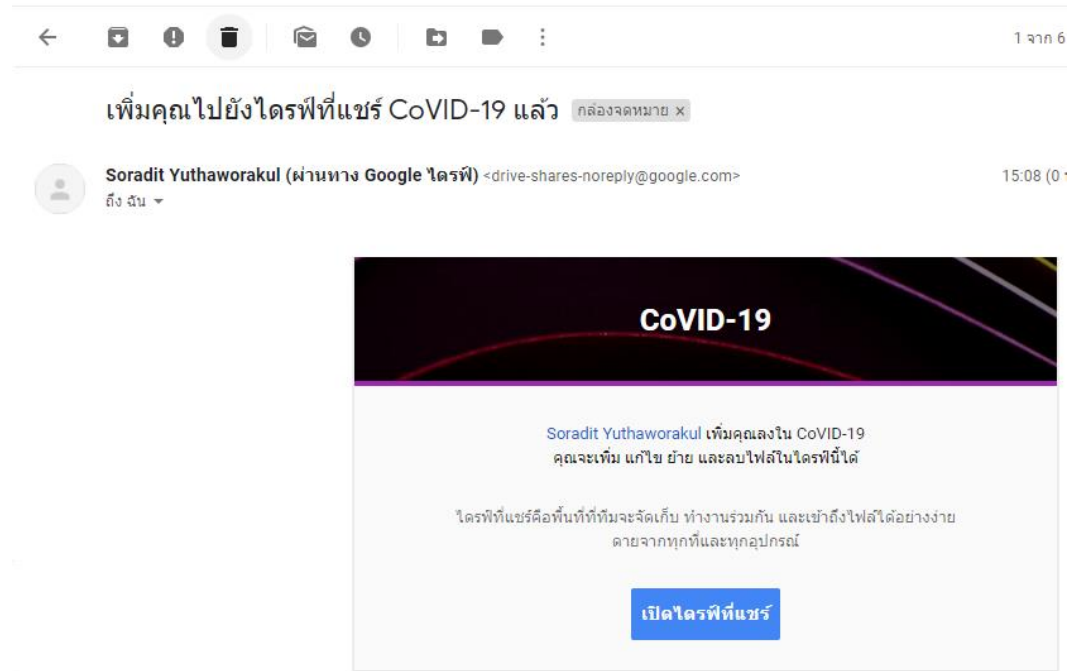 1 จาก 6
เพิ่มคุณไปยังไดรฟ์ที่แชร์ CoVID-19 แล้ว กล่องจดหมาย ×
Soradit Yuthaworakul (ผ่านทาง Google ไดรฟ์) <drive-shares-noreply@google.com> 15:08 (0
ถึง ฉัน
CoVID-19
Soradit Yuthaworakul เพิ่มคุณลงใน CoVID-19
คุณจะเพิ่ม แก้ไข ย้าย และลบไฟล์ในไดรฟ์นี้ได้
ไดรฟ์ที่แชร์คือพื้นที่ที่ทีมจะจัดเก็บ ทำงานร่วมกัน และเข้าถึงไฟล์ได้อย่างง่าย
ดายจากทุกที่และทุกอุปกรณ์
เปิดไดรฟ์ที่แชร์